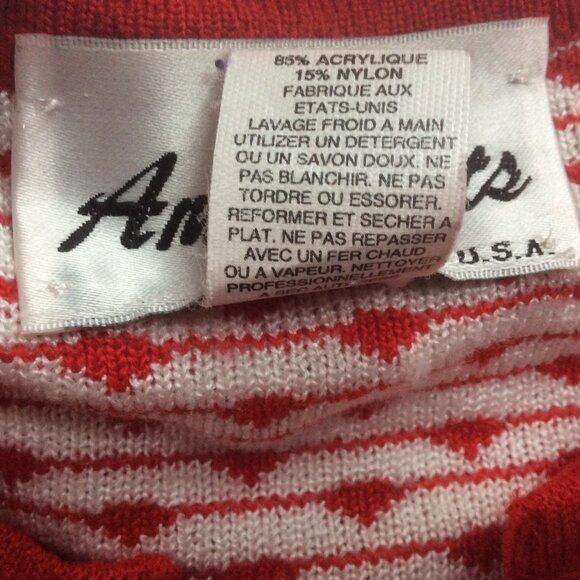 85% ACRYLIQUE
15% NYLON
FABRIQUE AUX
ETATS-UNIS
LAVAGE FROID A MAIN
UTILIZER UN DETERGENT
OU UN SAVON DOUX. NE
PAS BLANCHIR. NE PAS
TORDRE OU ESSORER.
REFORMER ET SECHER A
PLAT. NE PAS REPASSER
AVEC UN FER CHAUD
OU A VAPEUR. NETTOYER
PROFESSIONNELLEMENT
A SEC
U.S.A.